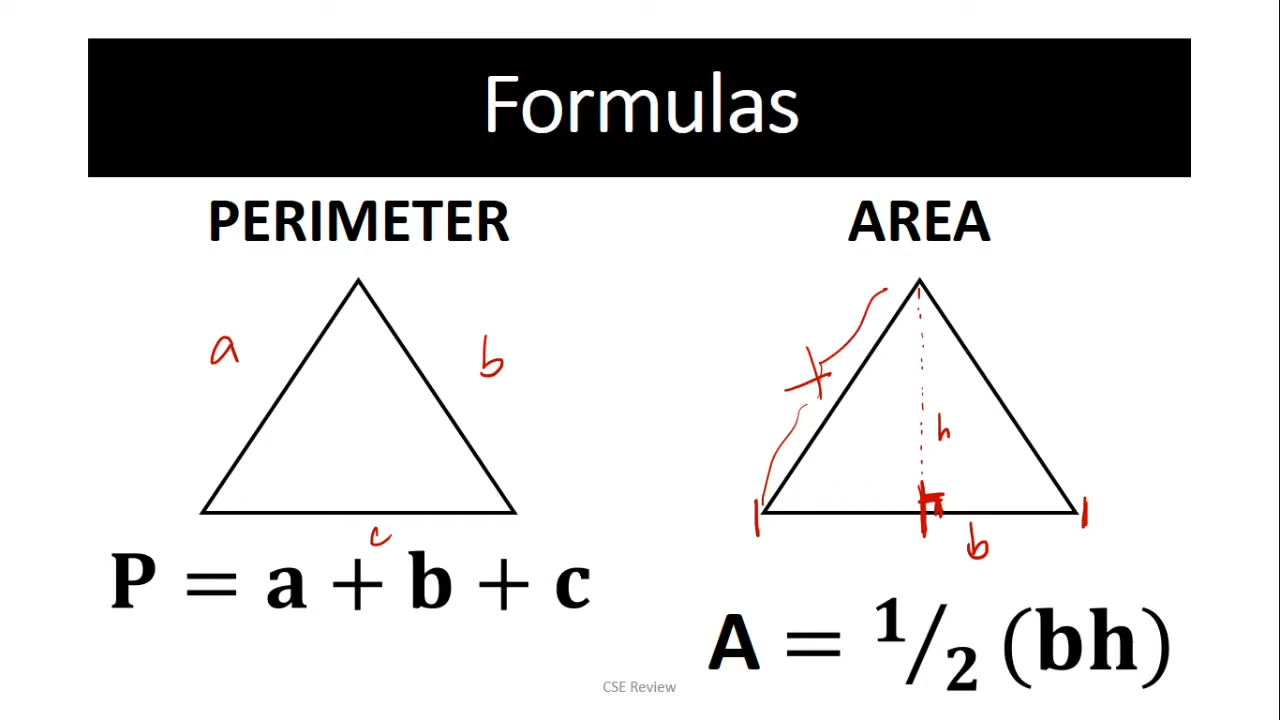 Formulas
PERIMETER
a
b
c
P = a + b + c
AREA
h
b
A = ¹⁄₂ (bh)
CSE Review